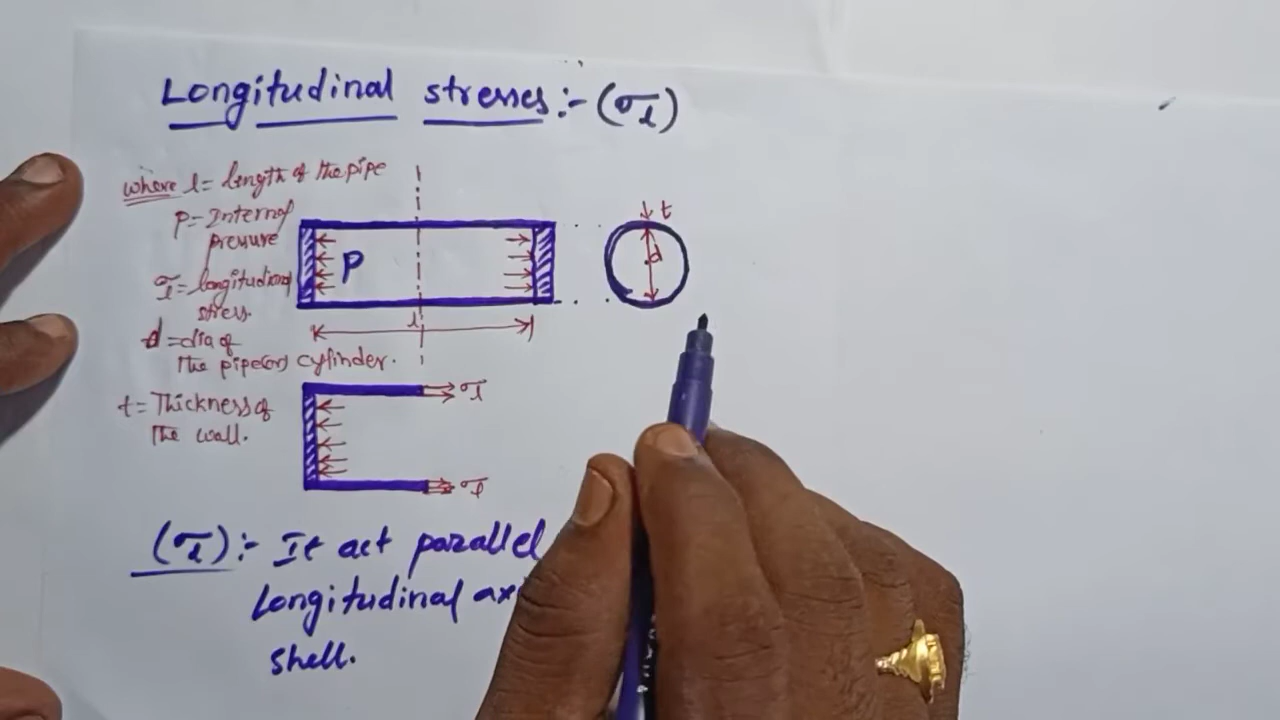 Longitudinal stresses:- (σl)
where l = length of the pipe
P = Internal
pressure
σl = longitudinal
stress.
d = dia of
the pipe(or) cylinder.
t = Thickness of
the wall.
P
l
t
d
σl
σl
(σl):- It act parallel
Longitudinal
shell.